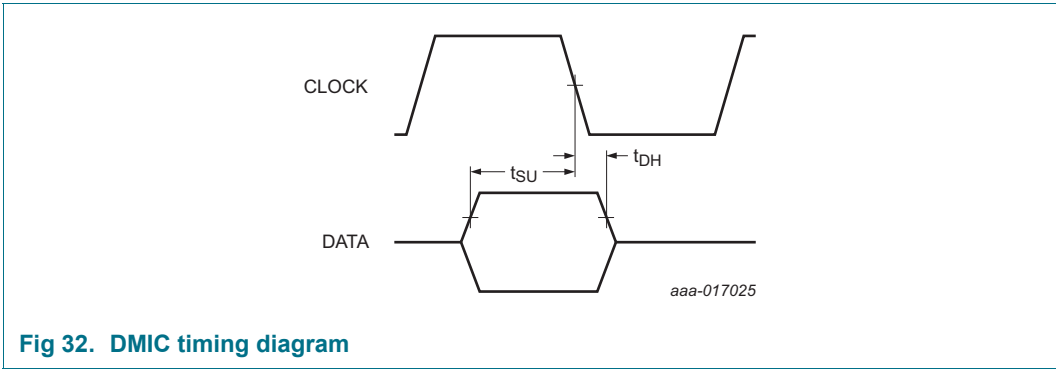 CLOCK
tDH
tSU
DATA
aaa-017025
Fig 32. DMIC timing diagram